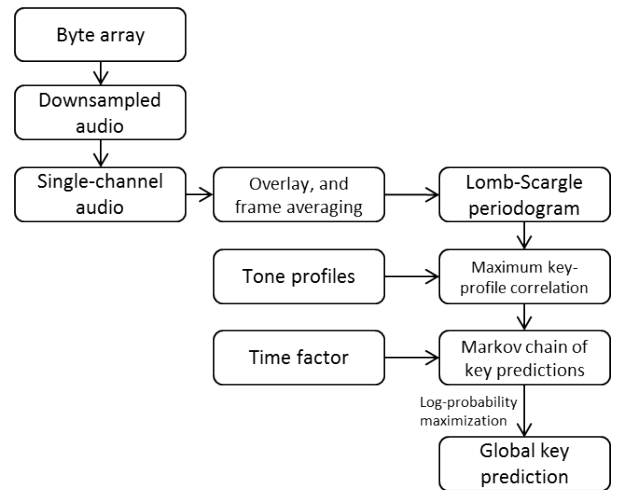 Byte array
Downsampled
audio
Single-channel
audio
Overlay, and
frame averaging
Lomb-Scargle
periodogram
Tone profiles
Maximum key-
profile correlation
Time factor
Markov chain of
key predictions
Log-probability
maximization
Global key
prediction